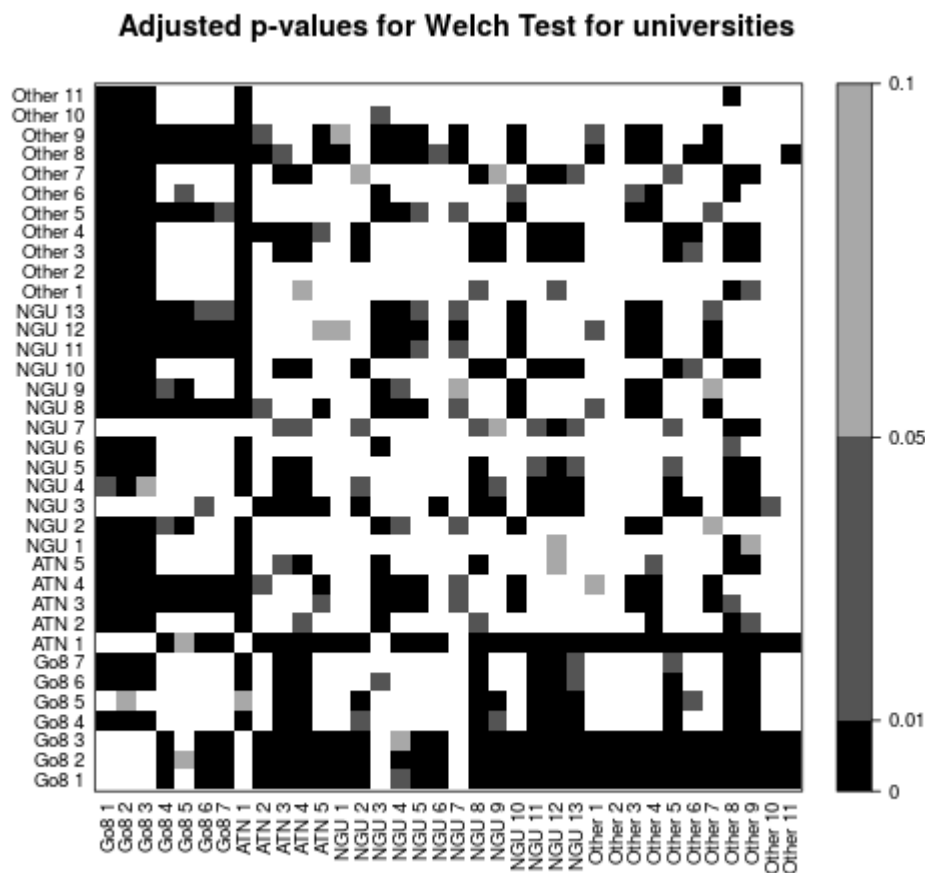 Adjusted p-values for Welch Test for universities
Other 11
Other 10
Other 9
Other 8
Other 7
Other 6
Other 5
Other 4
Other 3
Other 2
Other 1
NGU 13
NGU 12
NGU 11
NGU 10
NGU 9
NGU 8
NGU 7
NGU 6
NGU 5
NGU 4
NGU 3
NGU 2
NGU 1
ATN 5
ATN 4
ATN 3
ATN 2
ATN 1
Go8 7
Go8 6
Go8 5
Go8 4
Go8 3
Go8 2
Go8 1
Go8 1
Go8 2
Go8 3
Go8 4
Go8 5
Go8 6
Go8 7
ATN 1
ATN 2
ATN 3
ATN 4
ATN 5
NGU 1
NGU 2
NGU 3
NGU 4
NGU 5
NGU 6
NGU 7
NGU 8
NGU 9
NGU 10
NGU 11
NGU 12
NGU 13
Other 1
Other 2
Other 3
Other 4
Other 5
Other 6
Other 7
Other 8
Other 9
Other 10
Other 11
0.1
0.05
0.01
0